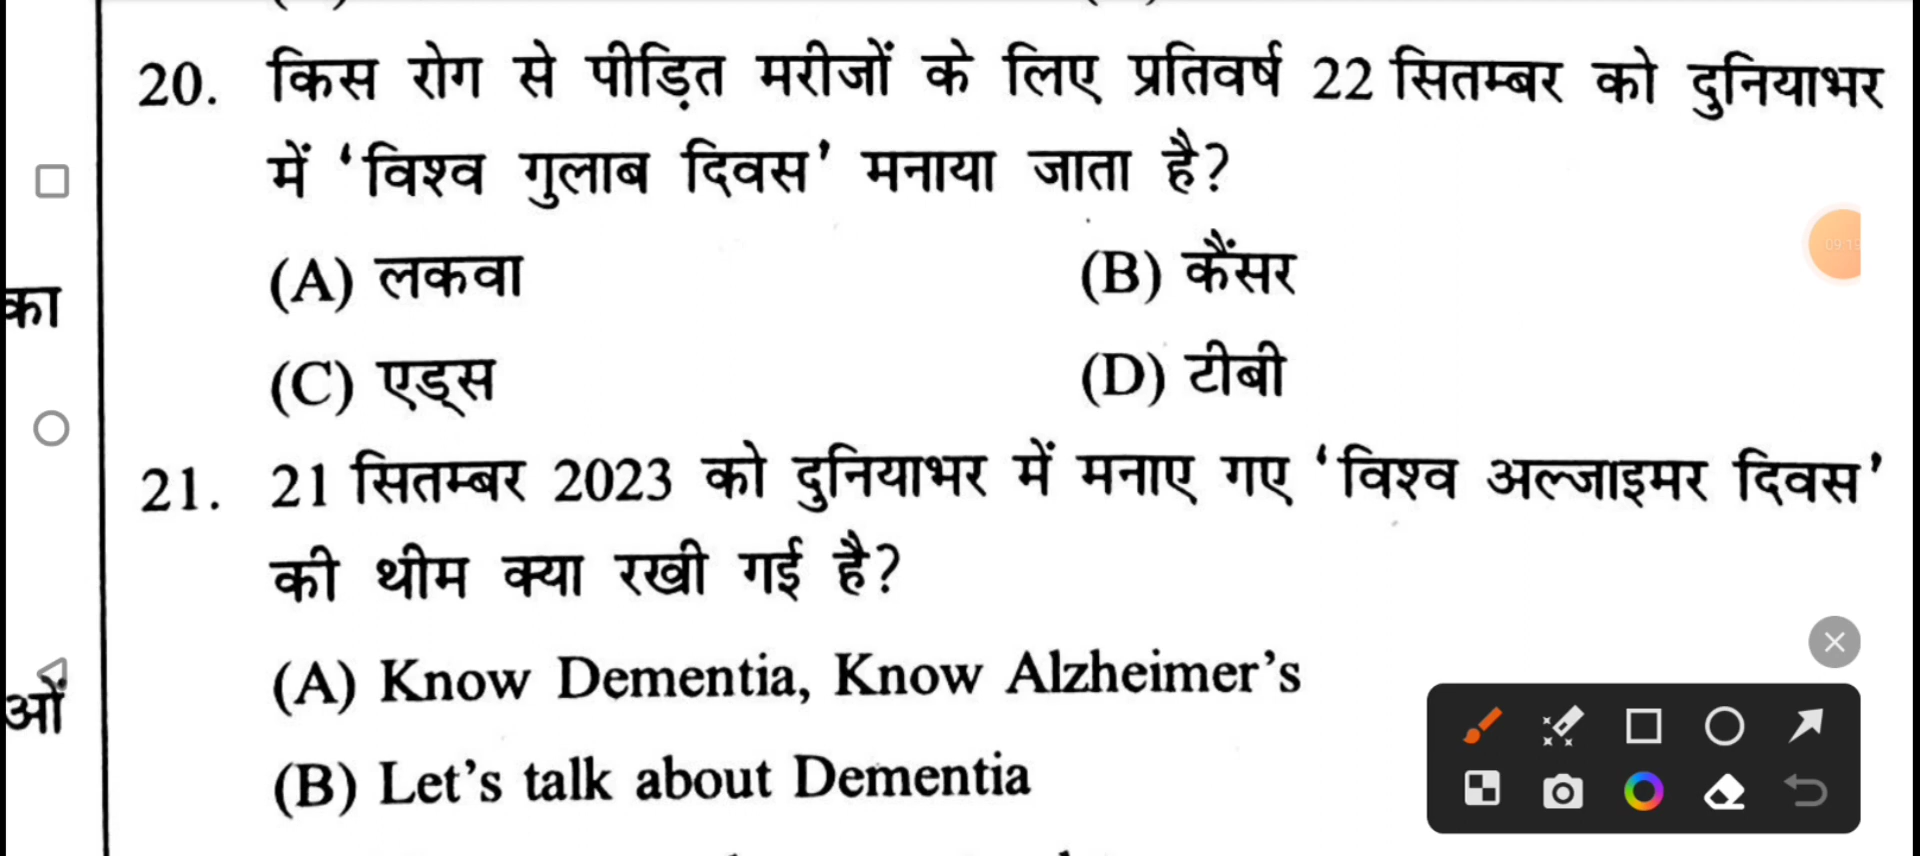 20. किस रोग से पीड़ित मरीजों के लिए प्रतिवर्ष 22 सितम्बर को दुनियाभर
में ‘विश्व गुलाब दिवस’ मनाया जाता है?
(A) लकवा (B) कैंसर
(C) एड्स (D) टीबी
का
21. 21 सितम्बर 2023 को दुनियाभर में मनाए गए ‘विश्व अल्जाइमर दिवस’
की थीम क्या रखी गई है?
(A) Know Dementia, Know Alzheimer’s
ओं
(B) Let’s talk about Dementia